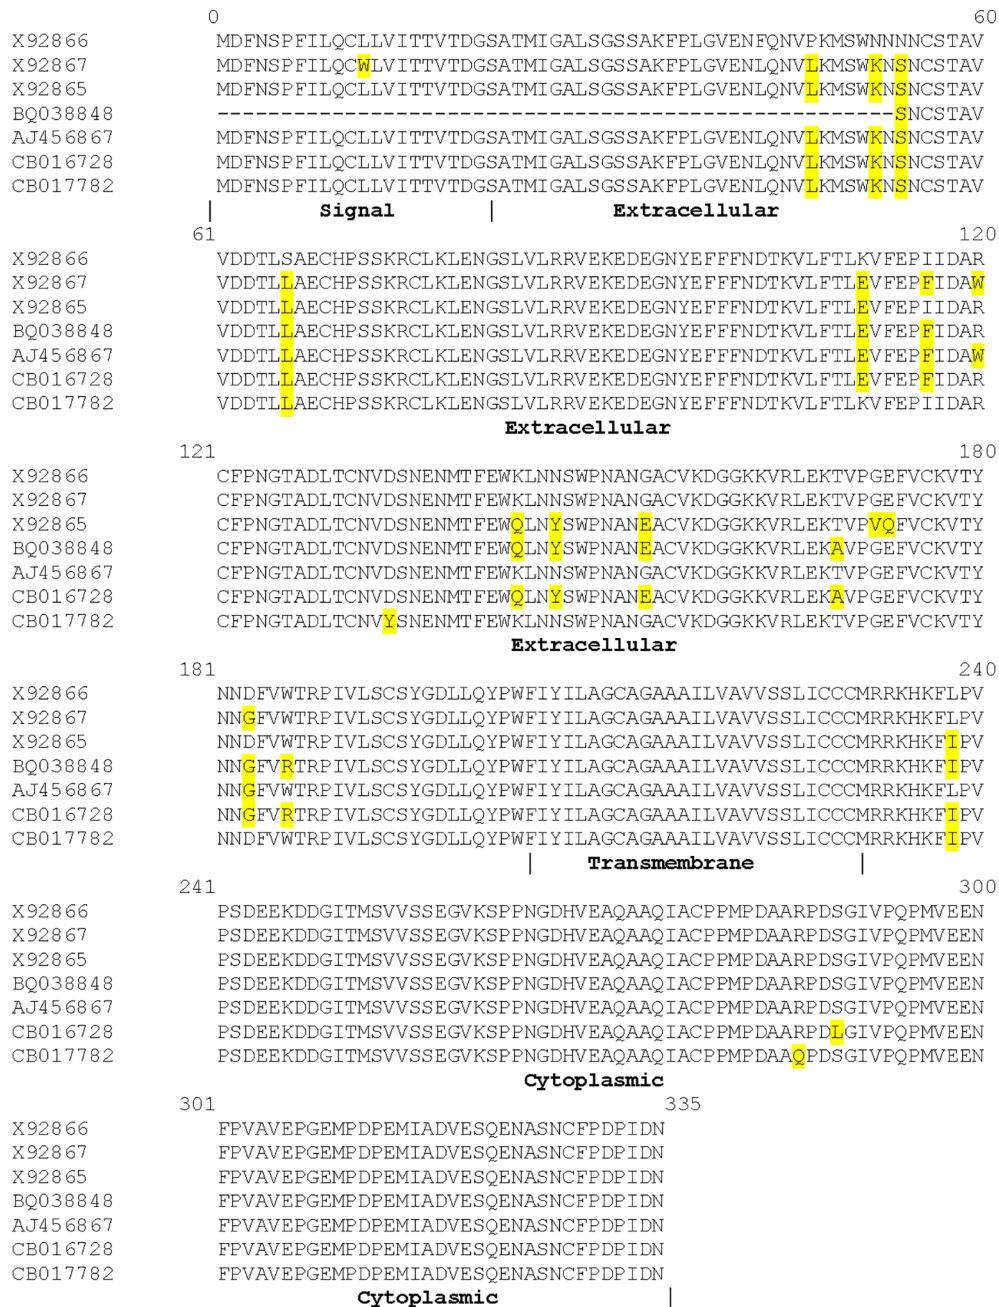 0 60
X92866 MDFNSPFILQCLLVITTVTDGSATMIGALSGSSAKFPLGVENFQNVPKMSWNNNNCSTAV
X92867 MDFNSPFILQCWLVITTVTDGSATMIGALSGSSAKFPLGVENLQNVLKMSWKNSNCSTAV
X92865 MDFNSPFILQCLLVITTVTDGSATMIGALSGSSAKFPLGVENLQNVLKMSWKNSNCSTAV
BQ038848 -----------------------------------------------------SNCSTAV
AJ456867 MDFNSPFILQCLLVITTVTDGSATMIGALSGSSAKFPLGVENLQNVLKMSWKNSNCSTAV
CB016728 MDFNSPFILQCLLVITTVTDGSATMIGALSGSSAKFPLGVENLQNVLKMSWKNSNCSTAV
CB017782 MDFNSPFILQCLLVITTVTDGSATMIGALSGSSAKFPLGVENLQNVLKMSWKNSNCSTAV
| Signal | Extracellular
61 120
X92866 VDDTLSAECHPSSKRCLKLENGSLVLRRVEKEDEGNYEFFFNDTKVLFTLKVFEPIIDAR
X92867 VDDTLLAECHPSSKRCLKLENGSLVLRRVEKEDEGNYEFFFNDTKVLFTLEVFEPFIDAW
X92865 VDDTLLAECHPSSKRCLKLENGSLVLRRVEKEDEGNYEFFFNDTKVLFTLEVFEPIIDAR
BQ038848 VDDTLLAECHPSSKRCLKLENGSLVLRRVEKEDEGNYEFFFNDTKVLFTLEVFEPFIDAR
AJ456867 VDDTLLAECHPSSKRCLKLENGSLVLRRVEKEDEGNYEFFFNDTKVLFTLEVFEPFIDAW
CB016728 VDDTLLAECHPSSKRCLKLENGSLVLRRVEKEDEGNYEFFFNDTKVLFTLEVFEPFIDAR
CB017782 VDDTLLAECHPSSKRCLKLENGSLVLRRVEKEDEGNYEFFFNDTKVLFTLKVFEPIIDAR
Extracellular
121 180
X92866 CFPNGTADLTCNVDSNENMTFEWKLNNSWPNANGACVKDGGKKVRLEKTVPGEFVCKVTY
X92867 CFPNGTADLTCNVDSNENMTFEWKLNNSWPNANGACVKDGGKKVRLEKTVPGEFVCKVTY
X92865 CFPNGTADLTCNVDSNENMTFEWQLNYSWPNANEACVKDGGKKVRLEKTVPVQFVCKVTY
BQ038848 CFPNGTADLTCNVDSNENMTFEWQLNYSWPNANEACVKDGGKKVRLEKAVPGEFVCKVTY
AJ456867 CFPNGTADLTCNVDSNENMTFEWKLNNSWPNANGACVKDGGKKVRLEKTVPGEFVCKVTY
CB016728 CFPNGTADLTCNVDSNENMTFEWQLNYSWPNANEACVKDGGKKVRLEKAVPGEFVCKVTY
CB017782 CFPNGTADLTCNVYSNENMTFEWKLNNSWPNANGACVKDGGKKVRLEKTVPGEFVCKVTY
Extracellular
181 240
X92866 NNDFVWTRPIVLSCSYGDLLQYPWFIYILAGCAGAAAILVAVVSSLICCCMRRKHKFLPV
X92867 NNGFVWTRPIVLSCSYGDLLQYPWFIYILAGCAGAAAILVAVVSSLICCCMRRKHKFLPV
X92865 NNDFVWTRPIVLSCSYGDLLQYPWFIYILAGCAGAAAILVAVVSSLICCCMRRKHKFIPV
BQ038848 NNGFVRTRPIVLSCSYGDLLQYPWFIYILAGCAGAAAILVAVVSSLICCCMRRKHKFIPV
AJ456867 NNGFVWTRPIVLSCSYGDLLQYPWFIYILAGCAGAAAILVAVVSSLICCCMRRKHKFLPV
CB016728 NNGFVRTRPIVLSCSYGDLLQYPWFIYILAGCAGAAAILVAVVSSLICCCMRRKHKFIPV
CB017782 NNDFVWTRPIVLSCSYGDLLQYPWFIYILAGCAGAAAILVAVVSSLICCCMRRKHKFIPV
| Transmembrane |
241 300
X92866 PSDEEKDDGITMSVVSSEGVKSPPNGDHVEAQAAQIACPPMPDAARPDSGIVPQPMVEEN
X92867 PSDEEKDDGITMSVVSSEGVKSPPNGDHVEAQAAQIACPPMPDAARPDSGIVPQPMVEEN
X92865 PSDEEKDDGITMSVVSSEGVKSPPNGDHVEAQAAQIACPPMPDAARPDSGIVPQPMVEEN
BQ038848 PSDEEKDDGITMSVVSSEGVKSPPNGDHVEAQAAQIACPPMPDAARPDSGIVPQPMVEEN
AJ456867 PSDEEKDDGITMSVVSSEGVKSPPNGDHVEAQAAQIACPPMPDAARPDSGIVPQPMVEEN
CB016728 PSDEEKDDGITMSVVSSEGVKSPPNGDHVEAQAAQIACPPMPDAARPDLGIVPQPMVEEN
CB017782 PSDEEKDDGITMSVVSSEGVKSPPNGDHVEAQAAQIACPPMPDAAQPDSGIVPQPMVEEN
Cytoplasmic
301 335
X92866 FPVAVEPGEMPDPEMIADVESQENASNCFPDPIDN
X92867 FPVAVEPGEMPDPEMIADVESQENASNCFPDPIDN
X92865 FPVAVEPGEMPDPEMIADVESQENASNCFPDPIDN
BQ038848 FPVAVEPGEMPDPEMIADVESQENASNCFPDPIDN
AJ456867 FPVAVEPGEMPDPEMIADVESQENASNCFPDPIDN
CB016728 FPVAVEPGEMPDPEMIADVESQENASNCFPDPIDN
CB017782 FPVAVEPGEMPDPEMIADVESQENASNCFPDPIDN
Cytoplasmic |